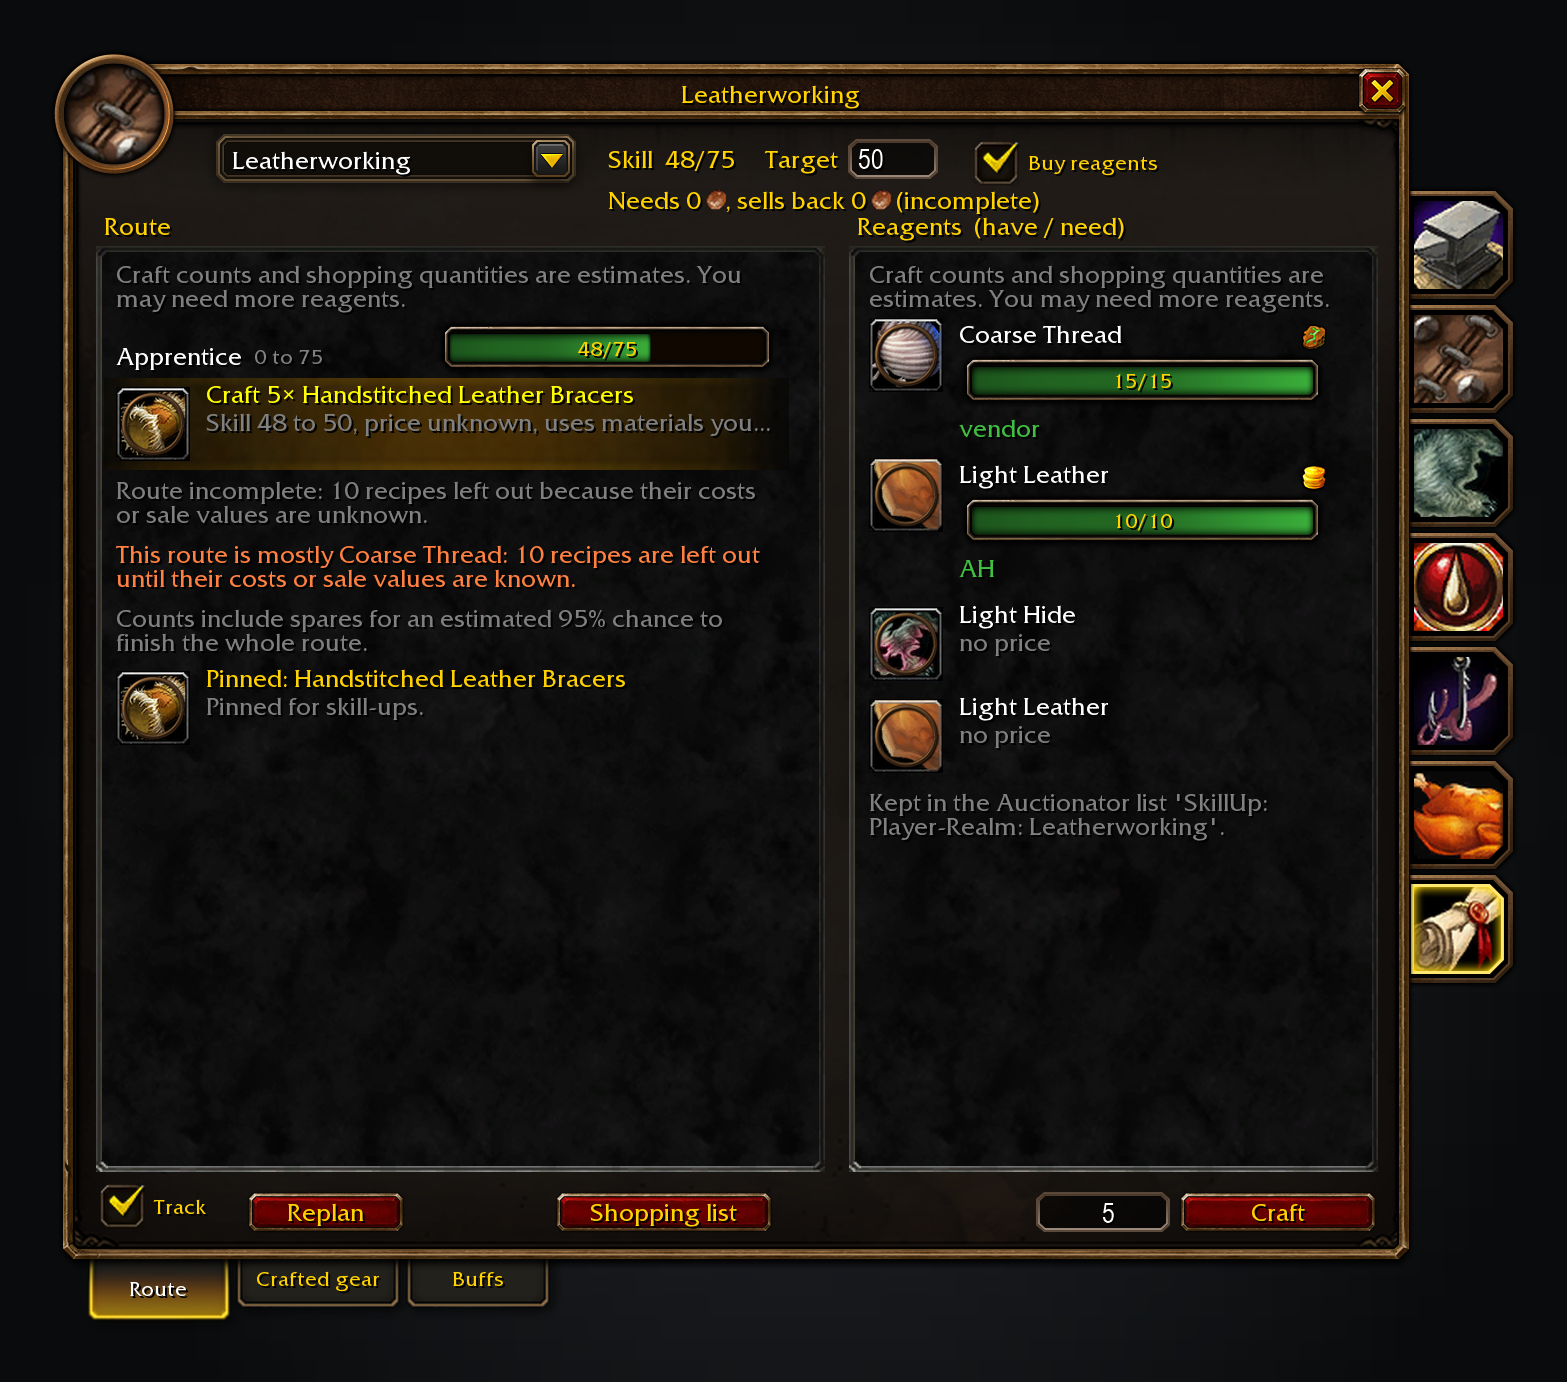 Leatherworking
Leatherworking
Skill 48/75 Target 50 Buy reagents
Needs 0 , sells back 0 (incomplete)
Route
Craft counts and shopping quantities are estimates. You
may need more reagents.
Apprentice 0 to 75 48/75
Craft 5× Handstitched Leather Bracers
Skill 48 to 50, price unknown, uses materials you...
Route incomplete: 10 recipes left out because their costs
or sale values are unknown.
This route is mostly Coarse Thread: 10 recipes are left out
until their costs or sale values are known.
Counts include spares for an estimated 95% chance to
finish the whole route.
Pinned: Handstitched Leather Bracers
Pinned for skill-ups.
Reagents (have / need)
Craft counts and shopping quantities are
estimates. You may need more reagents.
Coarse Thread
15/15
vendor
Light Leather
10/10
AH
Light Hide
no price
Light Leather
no price
Kept in the Auctionator list 'SkillUp:
Player-Realm: Leatherworking'.
Track Replan Shopping list 5 Craft
Route Crafted gear Buffs